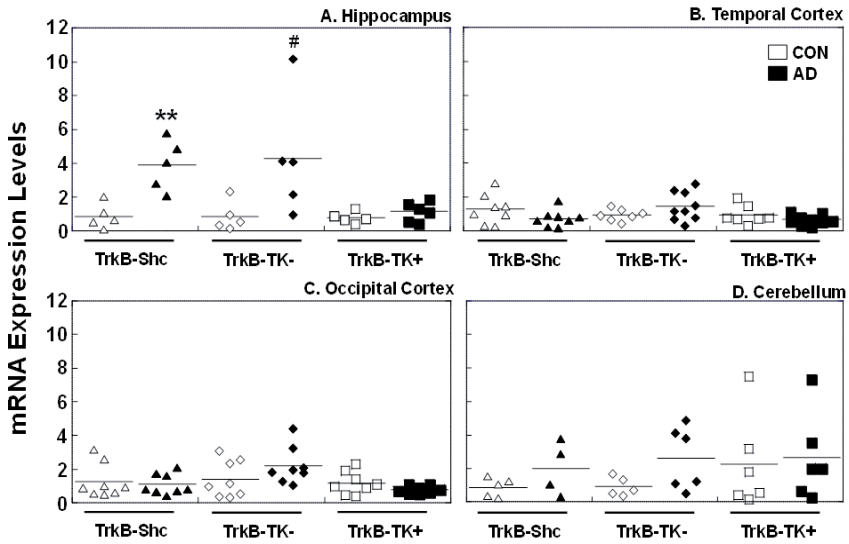 A. Hippocampus
B. Temporal Cortex
12
10
8
6
4
2
0
**
#
CON
AD
mRNA Expression Levels
TrkB-Shc
TrkB-TK-
TrkB-TK+
TrkB-Shc
TrkB-TK-
TrkB-TK+
C. Occipital Cortex
D. Cerebellum
12
10
8
6
4
2
0
TrkB-Shc
TrkB-TK-
TrkB-TK+
TrkB-Shc
TrkB-TK-
TrkB-TK+